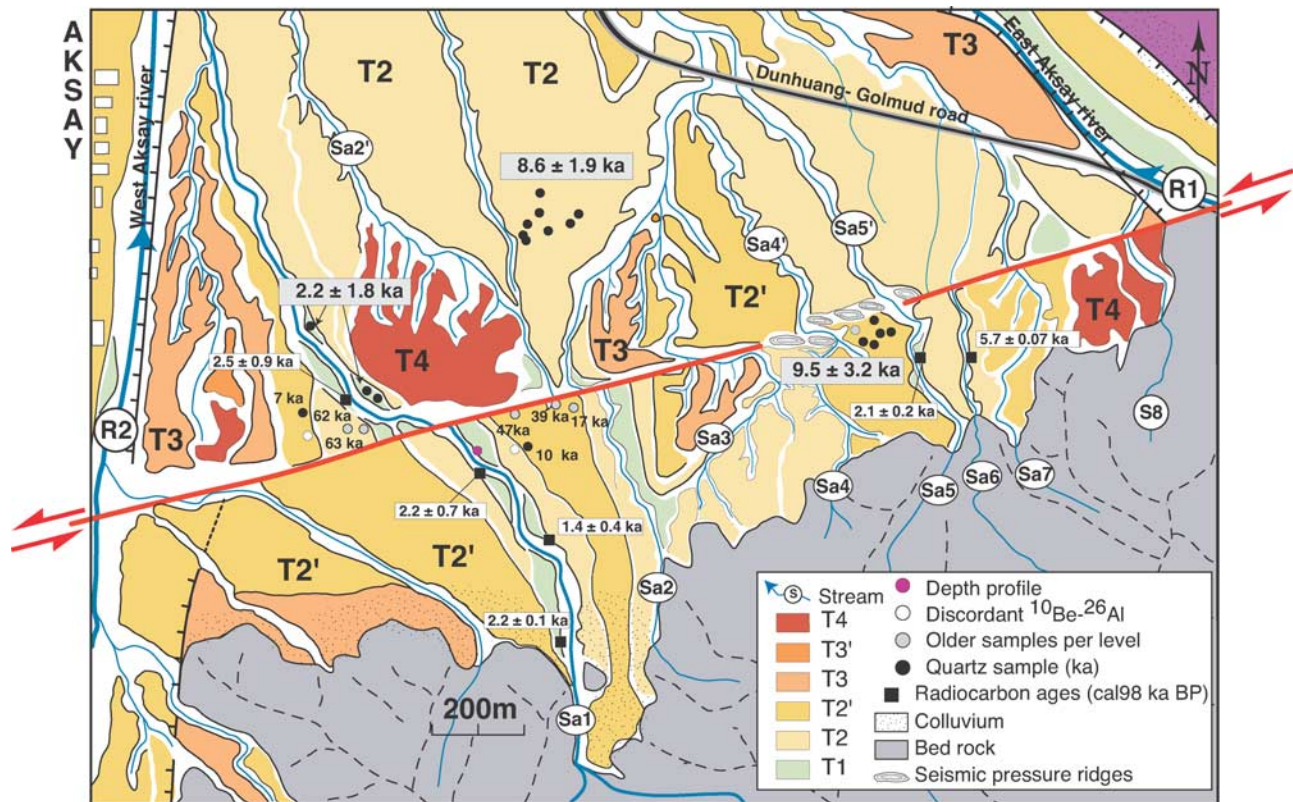 AKSAY
West Aksay river
T2
T2
T3
East Aksay river
N
Dunhuang- Golmud road
Sa2'
8.6 ± 1.9 ka
R1
Sa4'
Sa5'
2.2 ± 1.8 ka
T2'
T4
T3
T4
2.5 ± 0.9 ka
5.7 ± 0.07 ka
9.5 ± 3.2 ka
7 ka
62 ka
63 ka
39 ka
17 ka
47ka
10 ka
2.1 ± 0.2 ka
R2
T3
Sa3
S8
Sa4
Sa5
Sa6
Sa7
2.2 ± 0.7 ka
1.4 ± 0.4 ka
T2'
T2'
Sa2
2.2 ± 0.1 ka
200m
Sa1
S Stream
T4
T3'
T3
T2'
T2
T1
Depth profile
Discordant ¹⁰Be-²⁶Al
Older samples per level
Quartz sample (ka)
Radiocarbon ages (cal98 ka BP)
Colluvium
Bed rock
Seismic pressure ridges